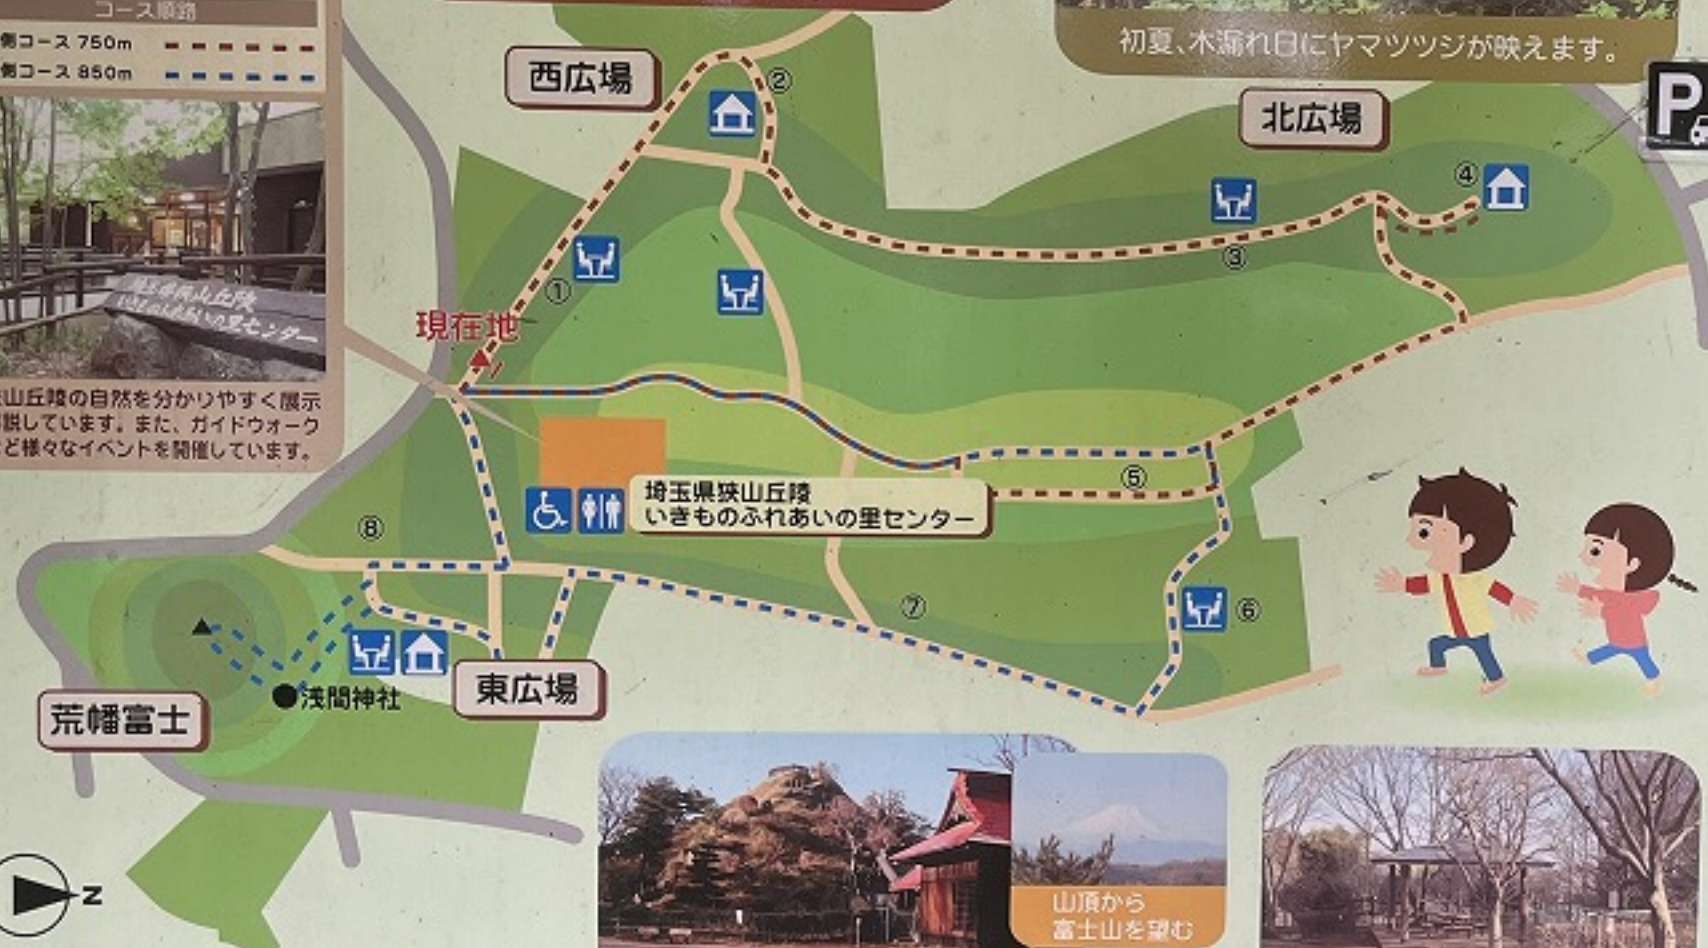 コース順路
側コース 750m
側コース 850m
山丘陵の自然を分かりやすく展示
説しています。また、ガイドウォーク
ど様々なイベントを開催しています。
西広場
②
初夏、木漏れ日にヤマツツジが映えます。
P
北広場
④
③
①
現在地
埼玉県狭山丘陵
いきものふれあいの里センター
⑤
⑧
⑦
⑥
浅間神社
東広場
荒幡富士
N
山頂から
富士山を望む